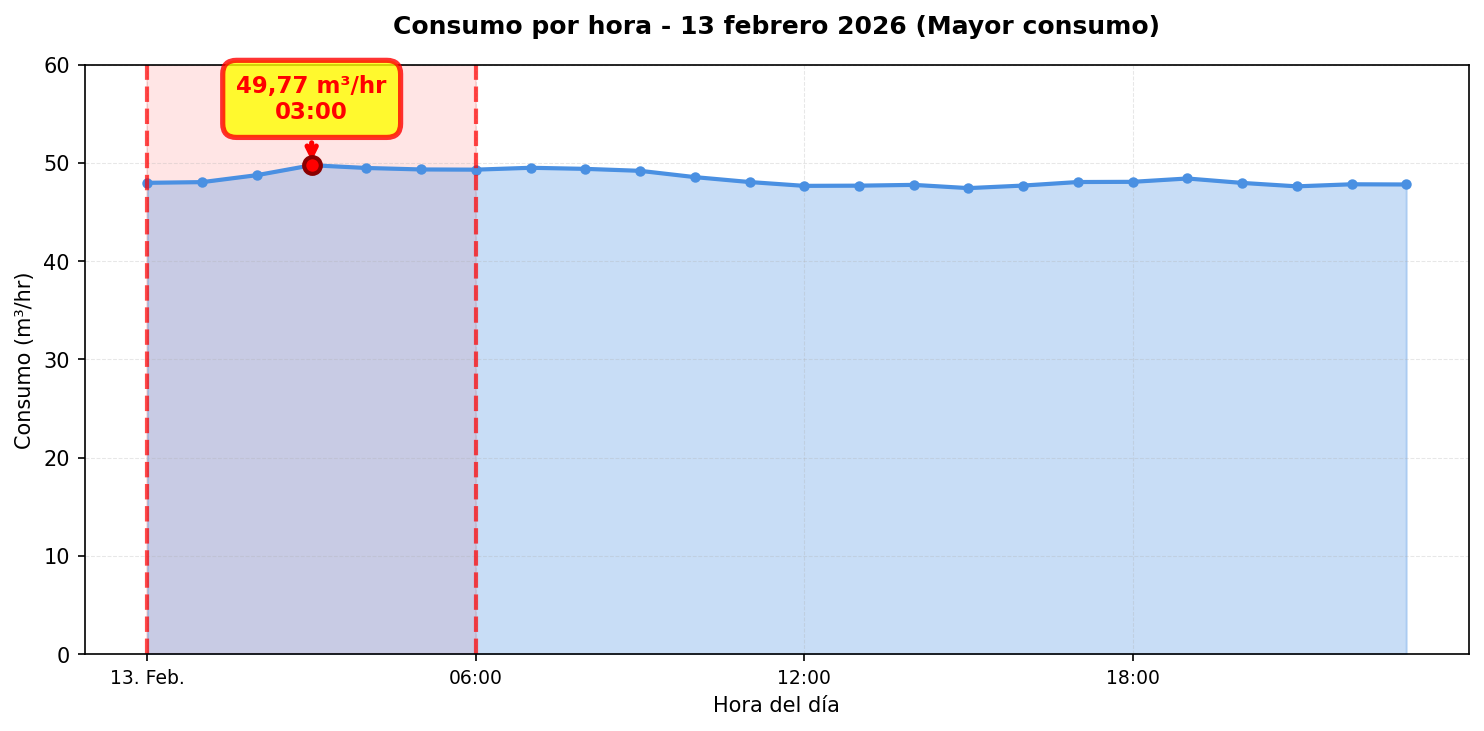 Consumo por hora - 13 febrero 2026 (Mayor consumo)
49,77 m³/hr
03:00
60
50
40
30
20
10
0
Consumo (m³/hr)
13. Feb.
06:00
12:00
18:00
Hora del día